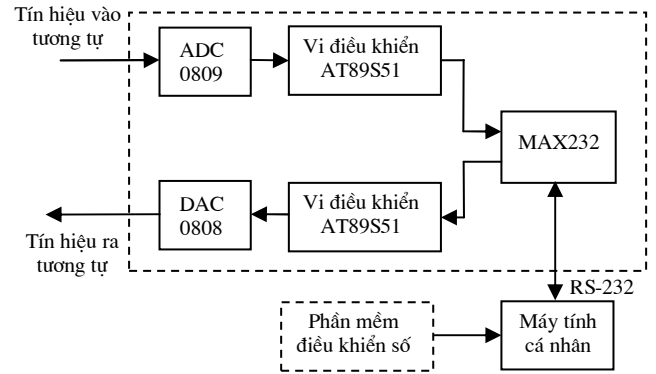 Tín hiệu vào
tương tự
ADC
0809
Vi điều khiển
AT89S51
MAX232
DAC
0808
Vi điều khiển
AT89S51
Tín hiệu ra
tương tự
RS-232
Phần mềm
điều khiển số
Máy tính
cá nhân